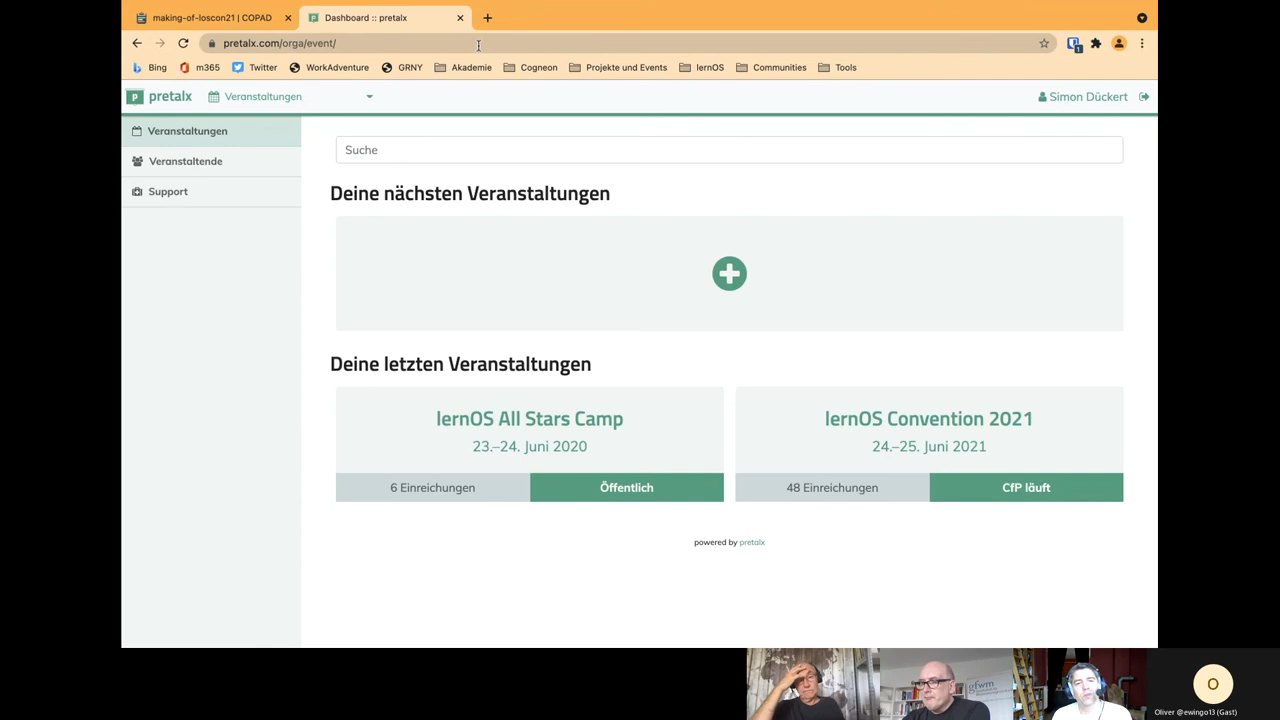 making-of-loscon21 | COPAD
Dashboard :: pretalx
pretalx.com/orga/event/
1
Bing
m365
Twitter
WorkAdventure
GRNY
Akademie
Cogneon
Projekte und Events
lernOS
Communities
Tools
pretalx
Veranstaltungen
Simon Dückert
Veranstaltungen
Veranstaltende
Support
Suche
Deine nächsten Veranstaltungen
Deine letzten Veranstaltungen
lernOS All Stars Camp
23.–24. Juni 2020
6 Einreichungen
Öffentlich
lernOS Convention 2021
24.–25. Juni 2021
48 Einreichungen
CfP läuft
powered by pretalx
gfwm
O
Oliver @ewingo13 (Gast)